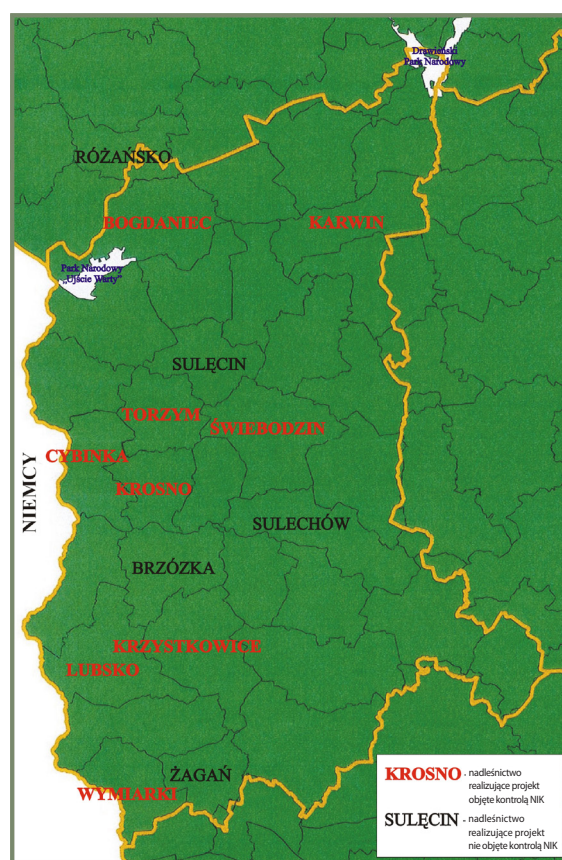 Drawieński
Park Narodowy
RÓŻAŃSKO
BOGDANIEC
KARWIN
Park Narodowy
„Ujście Warty”
SULĘCIN
TORZYM
ŚWIEBODZIN
CYBINKA
NIEMCY
KROSNO
SULECHÓW
BRZÓZKA
KRZYSTKOWICE
LUBSKO
ŻAGAŃ
WYMIARKI
KROSNO - nadleśnictwo
realizujące projekt
objęte kontrolą NIK
SULĘCIN - nadleśnictwo
realizujące projekt
nie objęte kontrolą NIK